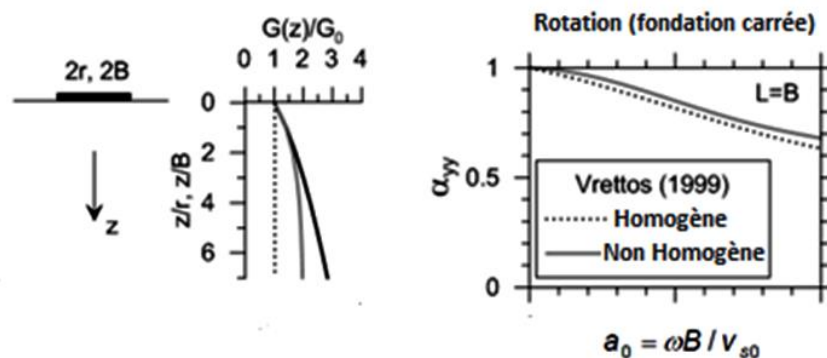 2r, 2B
z
G(z)/G₀
0 1 2 3 4
z/r, z/B
0
2
4
6
Rotation (fondation carrée)
1
0.5
0
αyy
L=B
Vrettos (1999)
Homogène
Non Homogène
a₀ = ωB / vs0